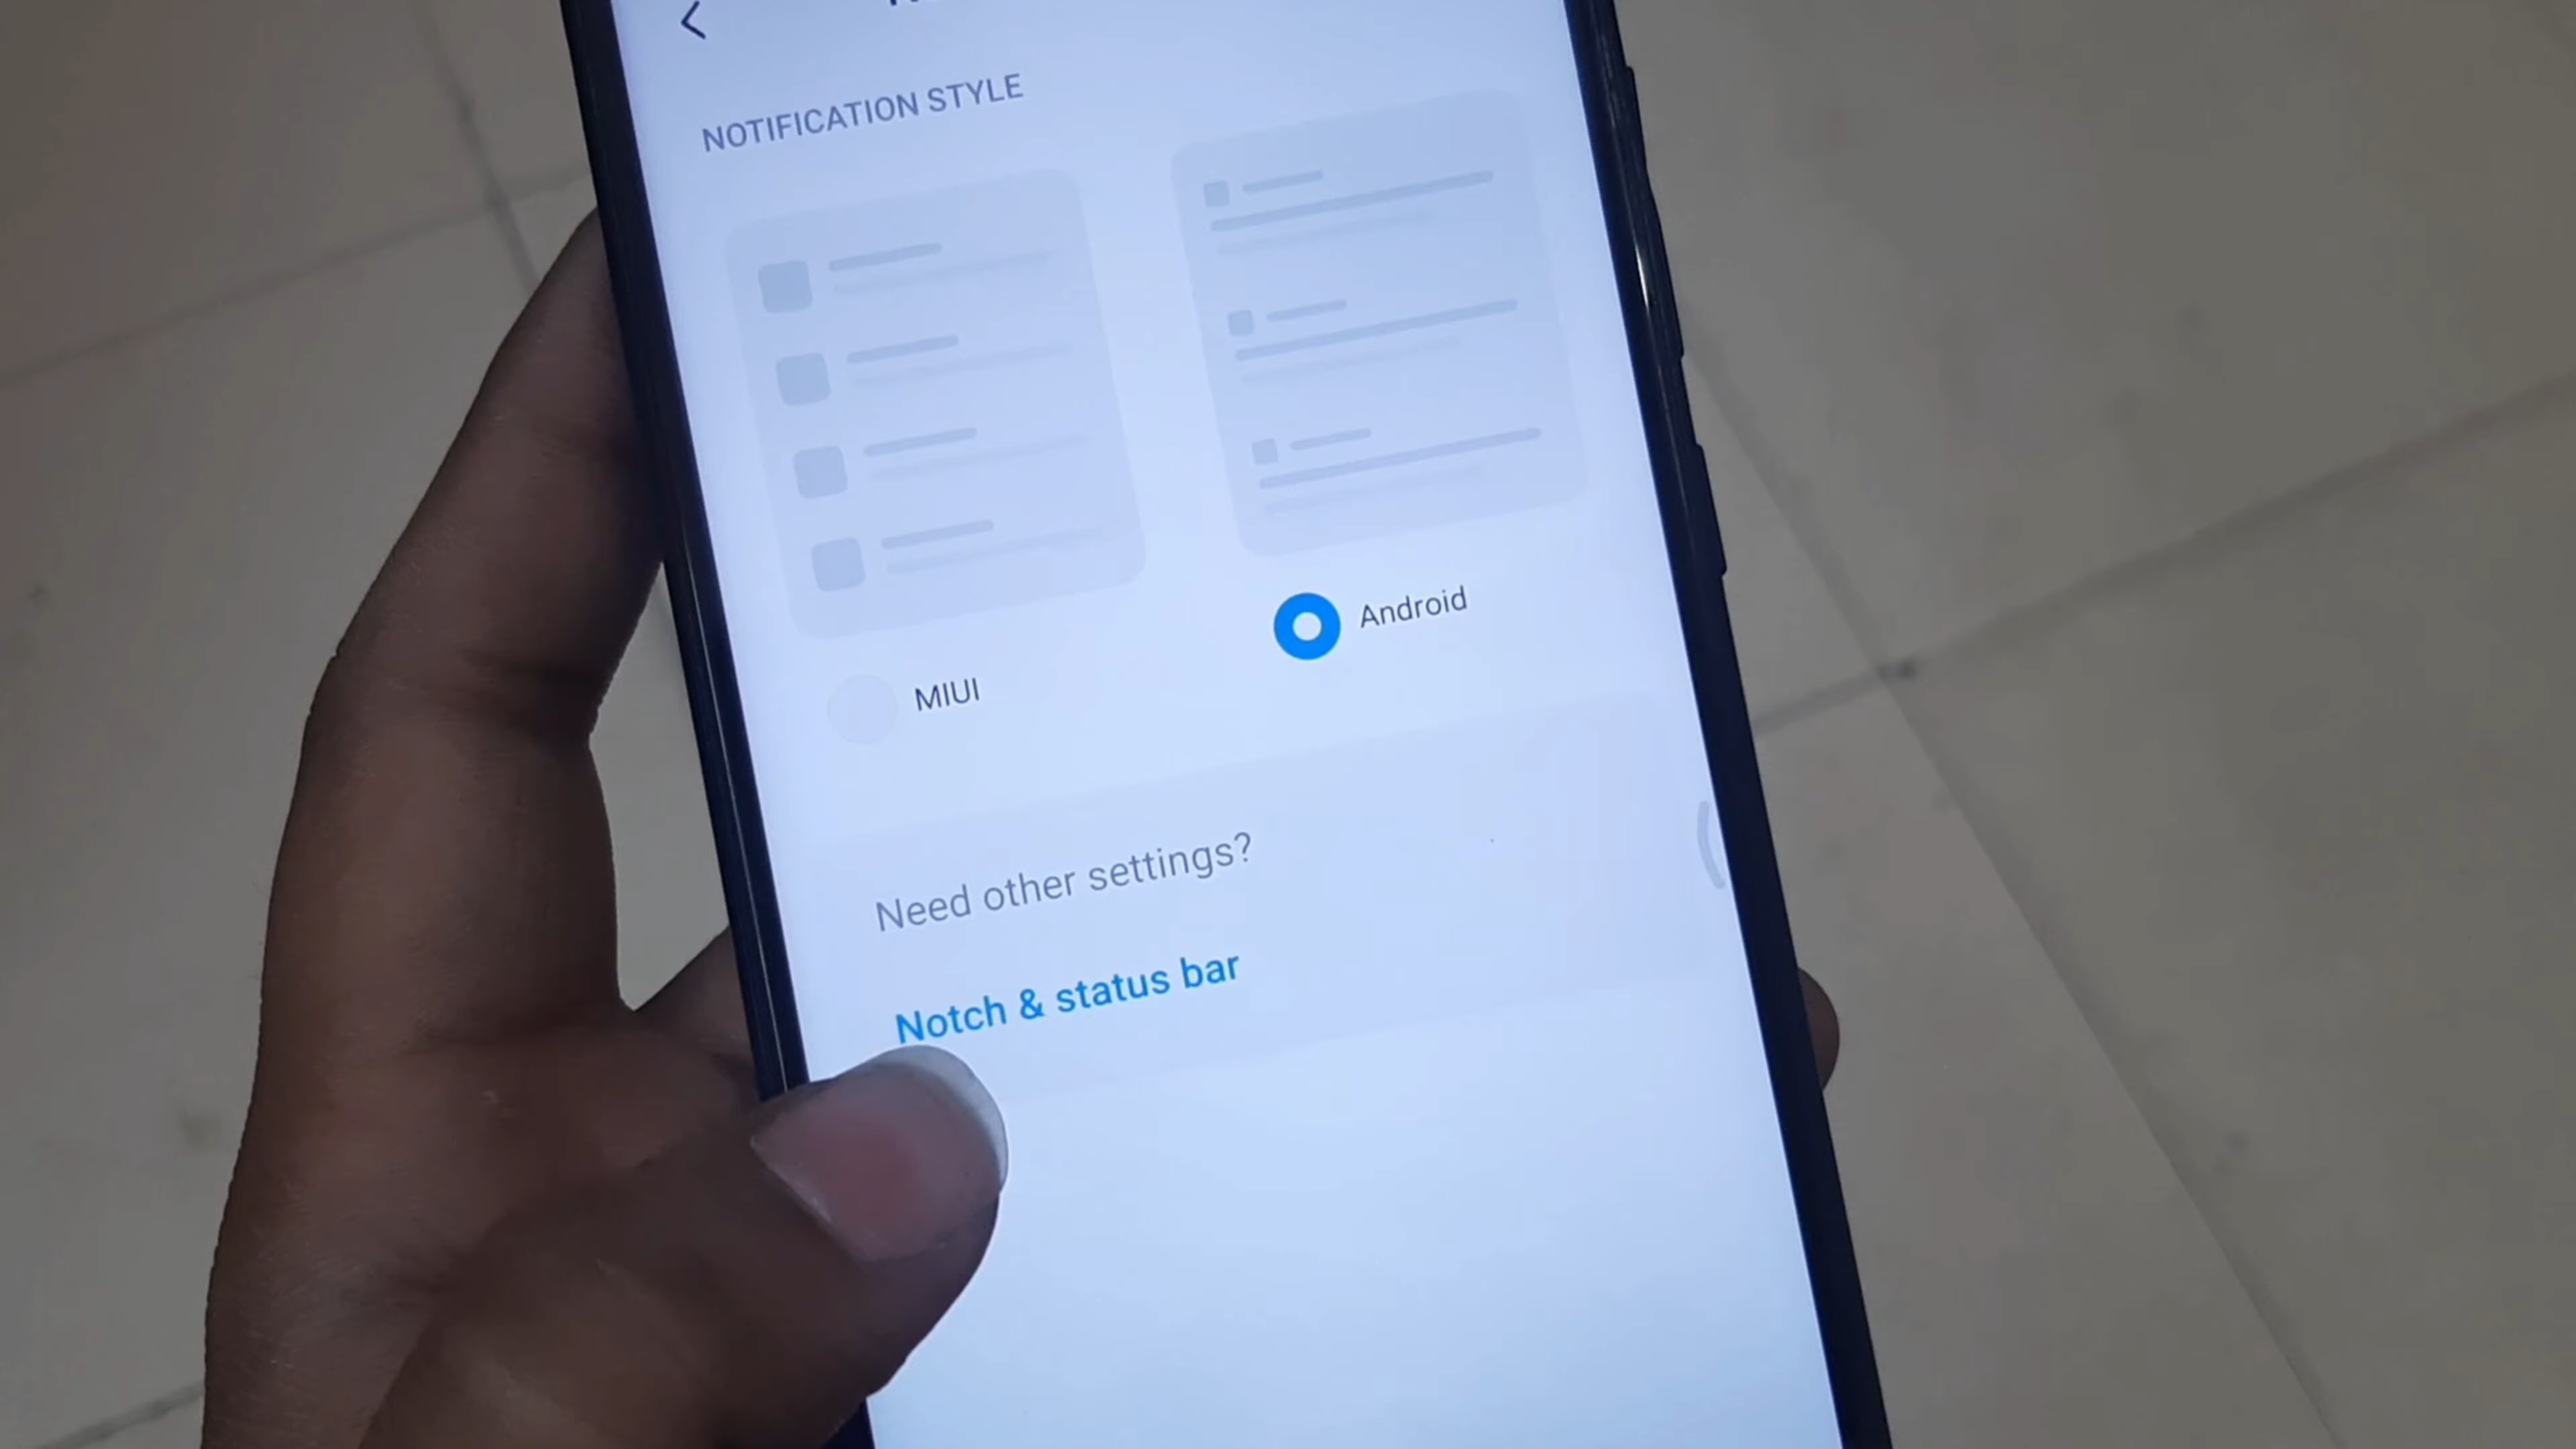 NOTIFICATION STYLE
Android
MIUI
Need other settings?
Notch & status bar